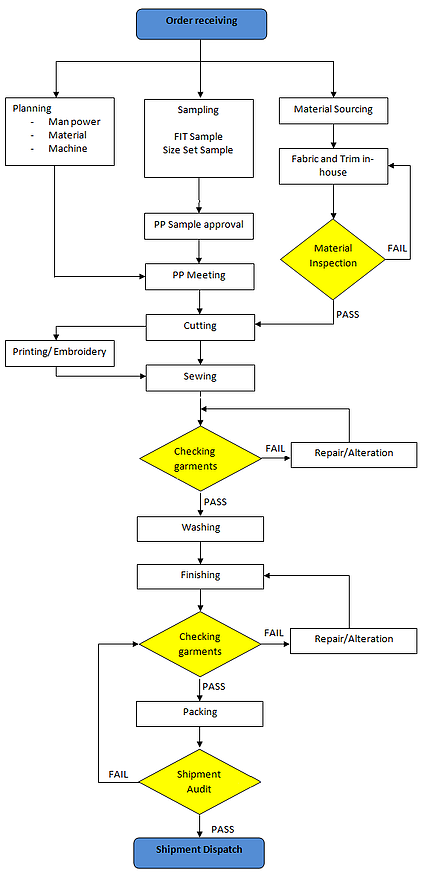 Order receiving
Planning
- Man power
- Material
- Machine
Sampling
FIT Sample
Size Set Sample
Material Sourcing
Fabric and Trim in-
house
PP Sample approval
Material
Inspection
FAIL
PP Meeting
PASS
Cutting
Printing/ Embroidery
Sewing
Checking
garments
FAIL
Repair/Alteration
PASS
Washing
Finishing
Checking
garments
FAIL
Repair/Alteration
PASS
Packing
Shipment
Audit
FAIL
PASS
Shipment Dispatch